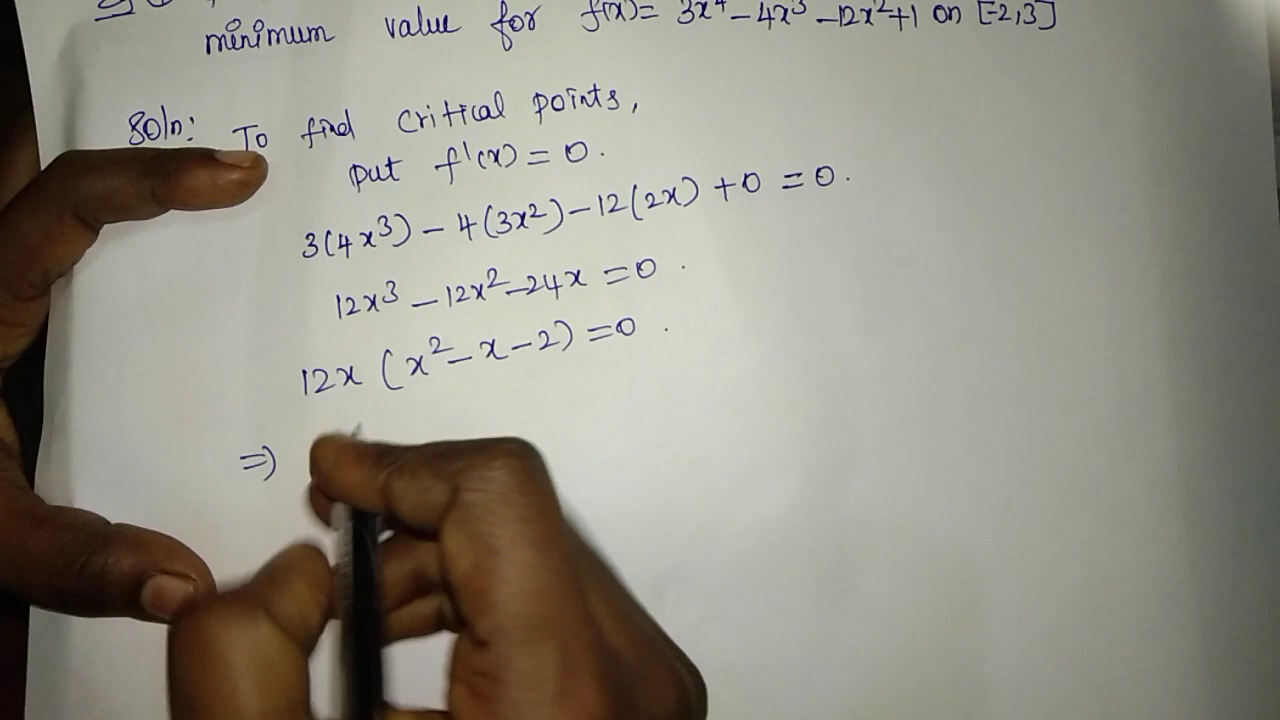 minimum value for f(x) = 3x⁴ - 4x³ - 12x² + 1 on [-2,3]
Soln: To find critical points,
put f'(x) = 0.
3(4x³) - 4(3x²) - 12(2x) + 0 = 0.
12x³ - 12x² - 24x = 0.
12x (x² - x - 2) = 0.
⇒